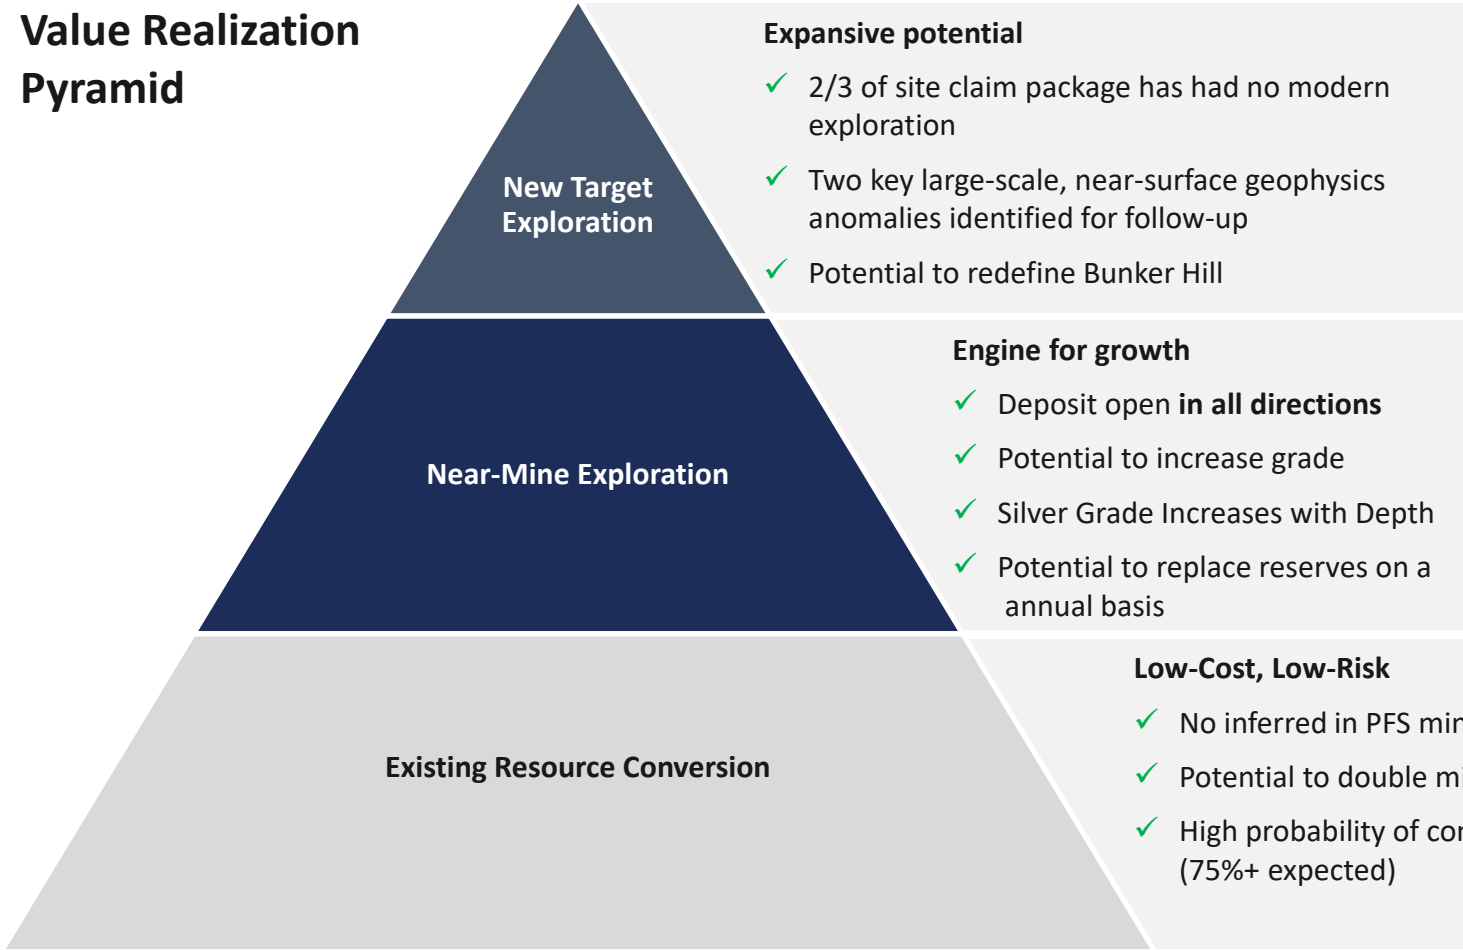 Value Realization
Pyramid
New Target
Exploration
Expansive potential
✓ 2/3 of site claim package has had no modern
exploration
✓ Two key large-scale, near-surface geophysics
anomalies identified for follow-up
✓ Potential to redefine Bunker Hill
Near-Mine Exploration
Engine for growth
✓ Deposit open in all directions
✓ Potential to increase grade
✓ Silver Grade Increases with Depth
✓ Potential to replace reserves on a
annual basis
Existing Resource Conversion
Low-Cost, Low-Risk
✓ No inferred in PFS
✓ Potential to double
✓ High probability of
(75%+ expected)